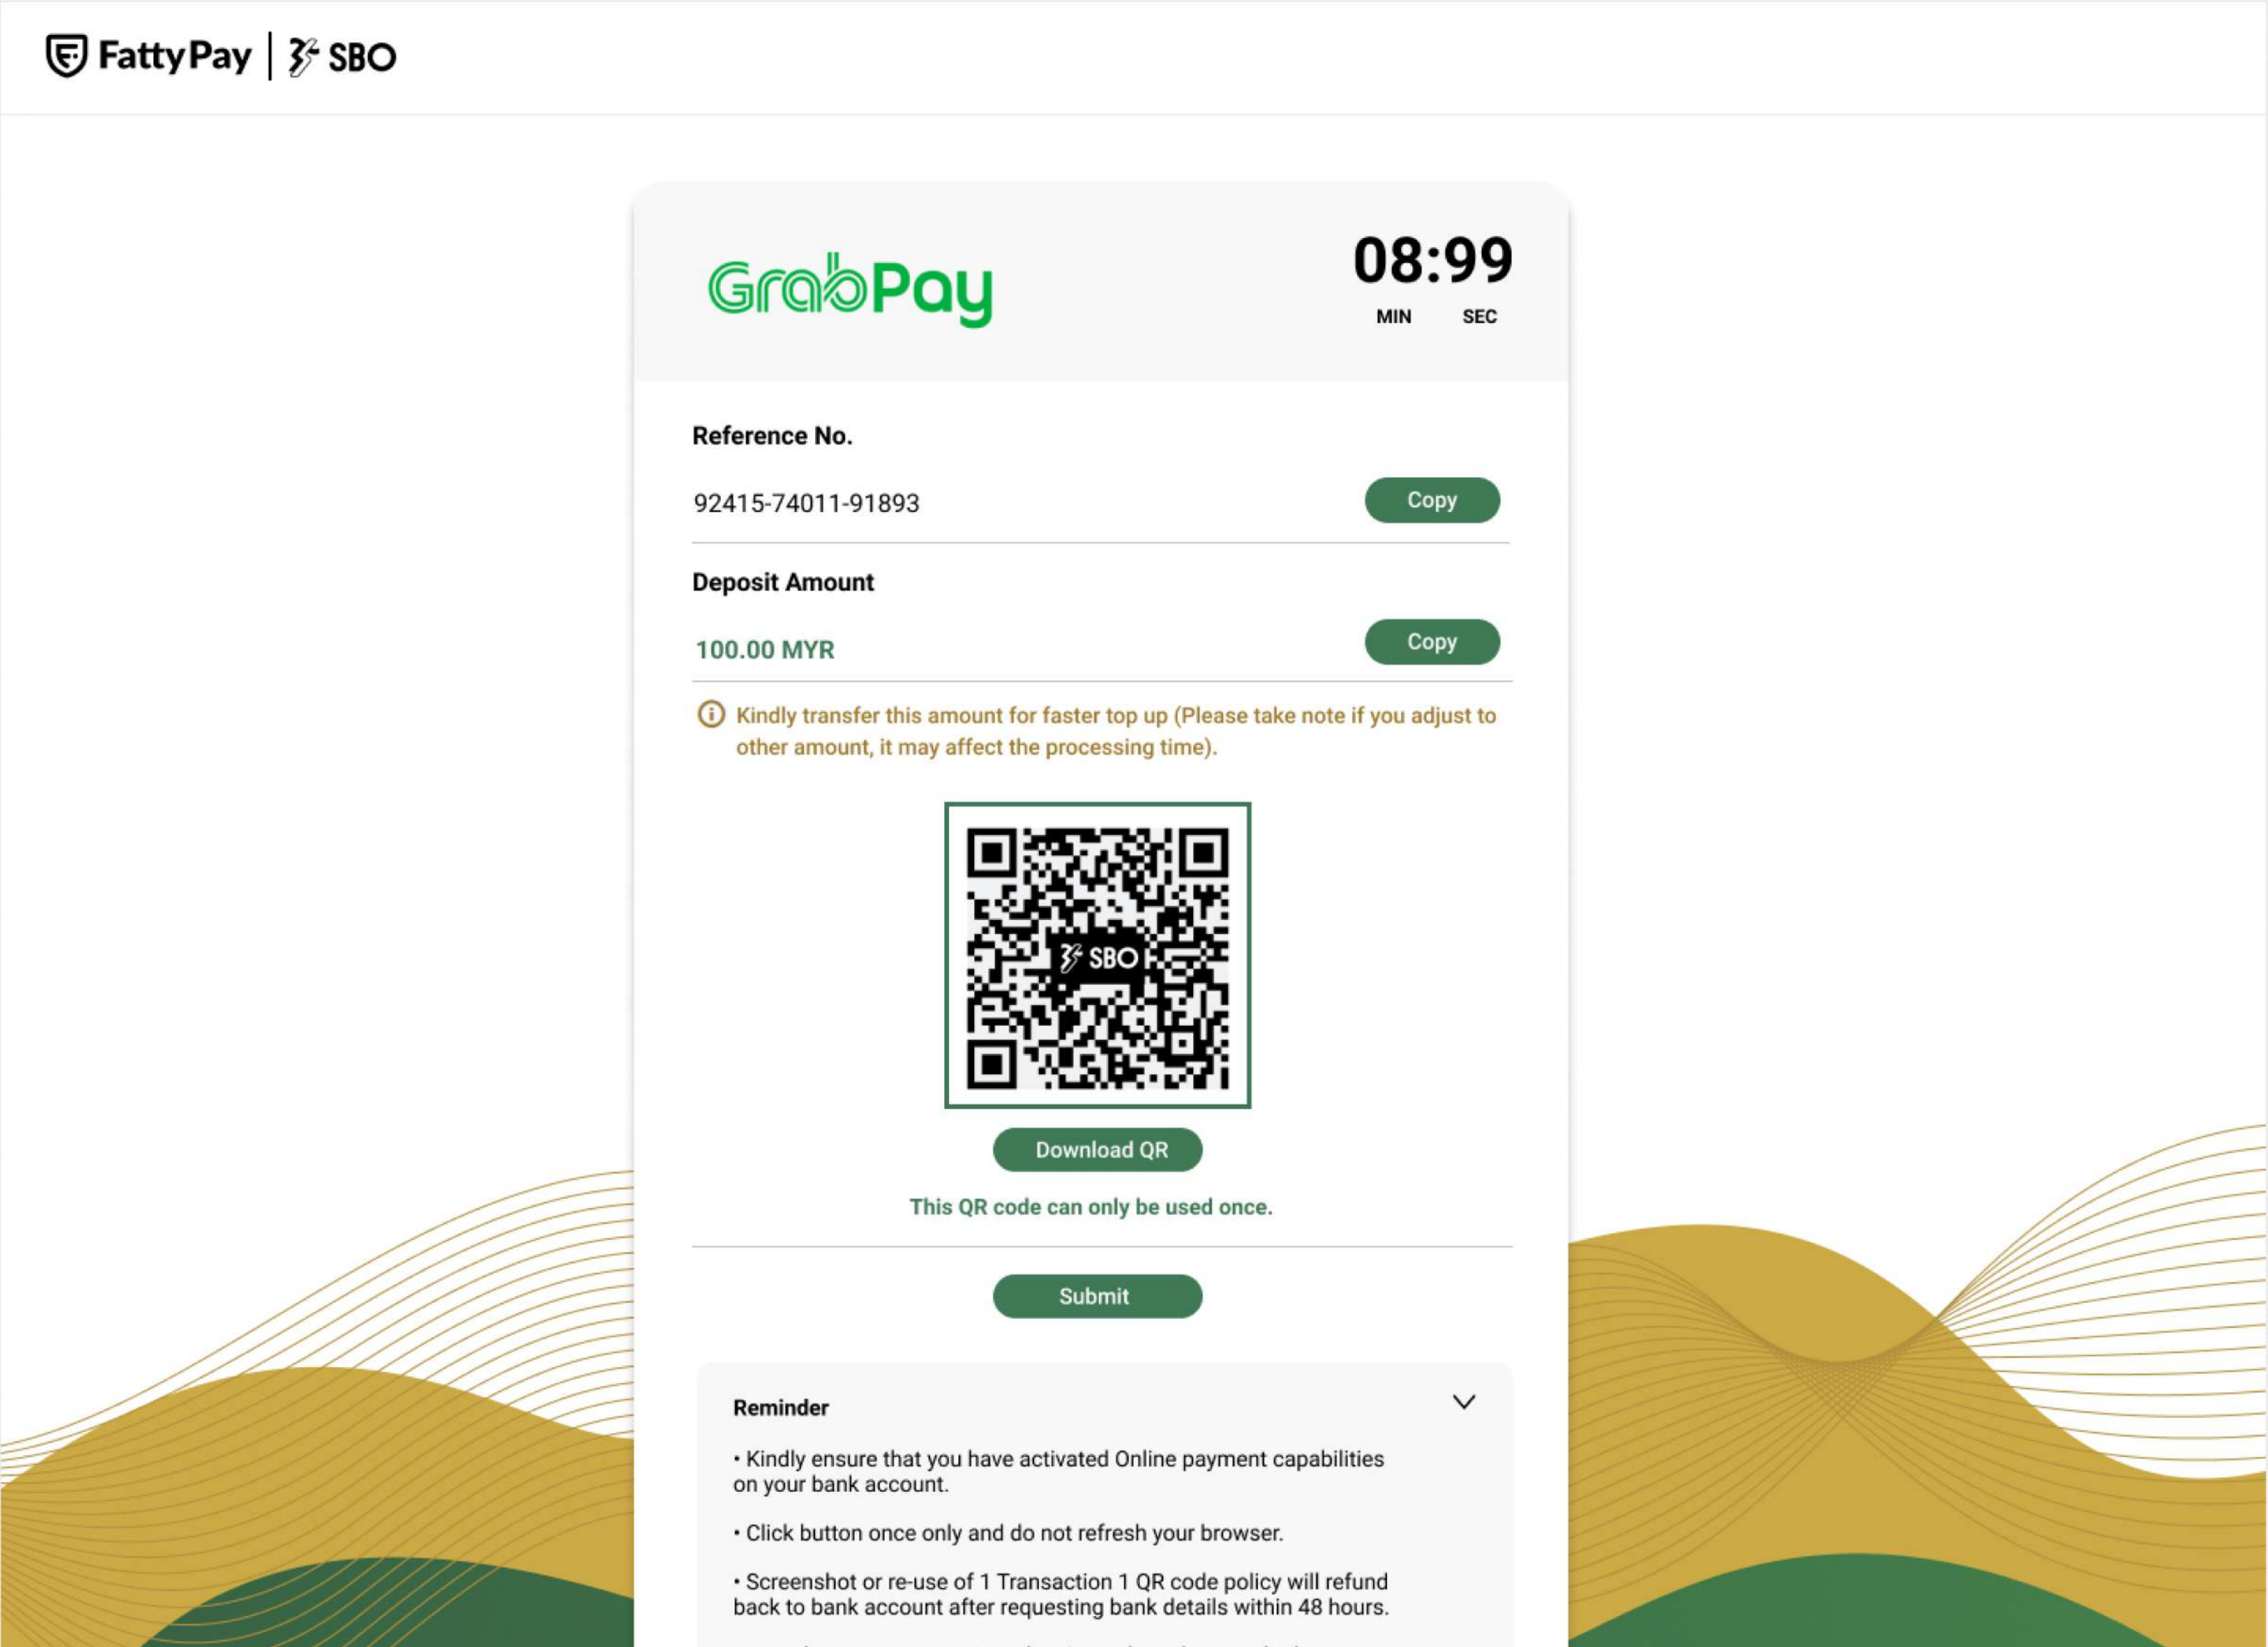 FattyPay | SBO
GrabPay
08:99
MIN SEC
Reference No.
92415-74011-91893
Copy
Deposit Amount
100.00 MYR
Copy
Kindly transfer this amount for faster top up (Please take note if you adjust to
other amount, it may affect the processing time).
SBO
Download QR
This QR code can only be used once.
Submit
Reminder
• Kindly ensure that you have activated Online payment capabilities
on your bank account.
• Click button once only and do not refresh your browser.
• Screenshot or re-use of 1 Transaction 1 QR code policy will refund
back to bank account after requesting bank details within 48 hours.